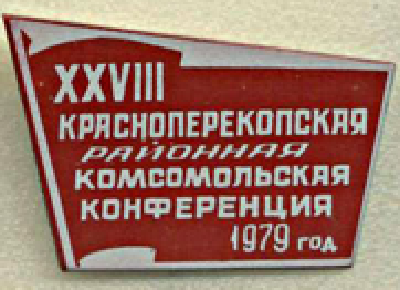 XXVIII
КРАСНОПЕРЕКОПСКАЯ
РАЙОННАЯ
КОМСОМОЛЬСКАЯ
КОНФЕРЕНЦИЯ
1979 ГОД